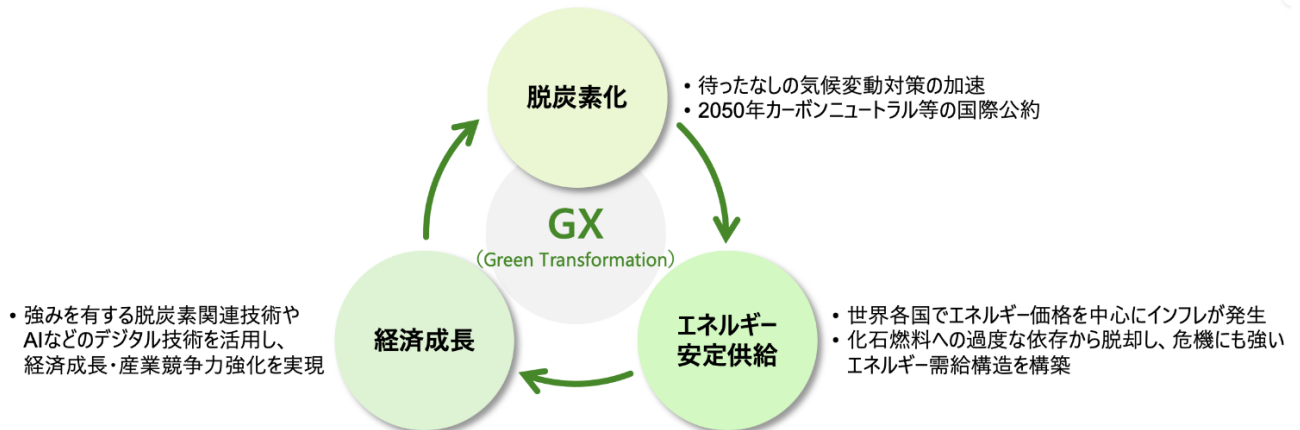 脱炭素化
• 待ったなしの気候変動対策の加速
• 2050年カーボンニュートラル等の国際公約
GX
(Green Transformation)
• 強みを有する脱炭素関連技術や
AIなどのデジタル技術を活用し、
経済成長・産業競争力強化を実現
経済成長
エネルギー
安定供給
• 世界各国でエネルギー価格を中心にインフレが発生
• 化石燃料への過度な依存から脱却し、危機にも強い
エネルギー需給構造を構築